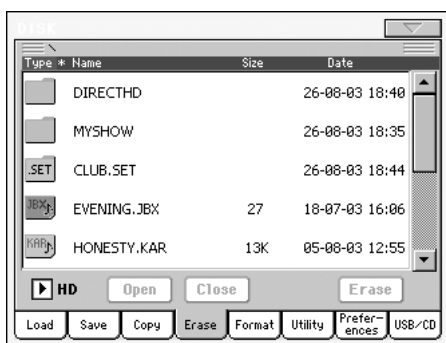 DISK
Type * Name Size Date
DIRECTHD 26-08-03 18:40
MYSHOW 26-08-03 18:35
.SET CLUB.SET 26-08-03 18:44
JBX EVENING.JBX 27 18-07-03 16:06
KAR HONESTY.KAR 13K 05-08-03 12:55
HD Open Close Erase
Load Save Copy Erase Format Utility Prefer-ences USB/CD